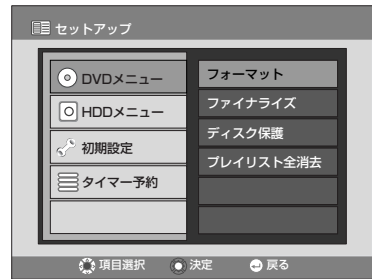 セットアップ
DVDメニュー
HDDメニュー
初期設定
タイマー予約
フォーマット
ファイナライズ
ディスク保護
プレイリスト全消去
項目選択 決定 戻る